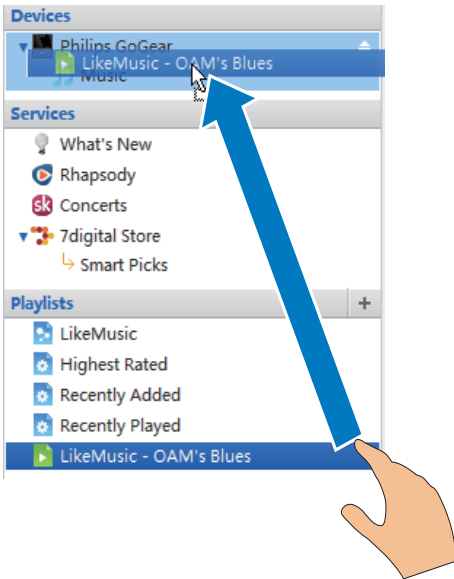 Devices
Philips GoGear
LikeMusic - OAM's Blues
Music
Services
What's New
Rhapsody
sk Concerts
7digital Store
Smart Picks
Playlists +
LikeMusic
Highest Rated
Recently Added
Recently Played
LikeMusic - OAM's Blues